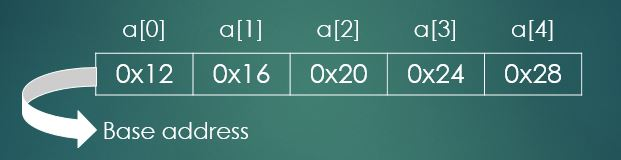 a[0] a[1] a[2] a[3] a[4]
0x12 0x16 0x20 0x24 0x28
Base address